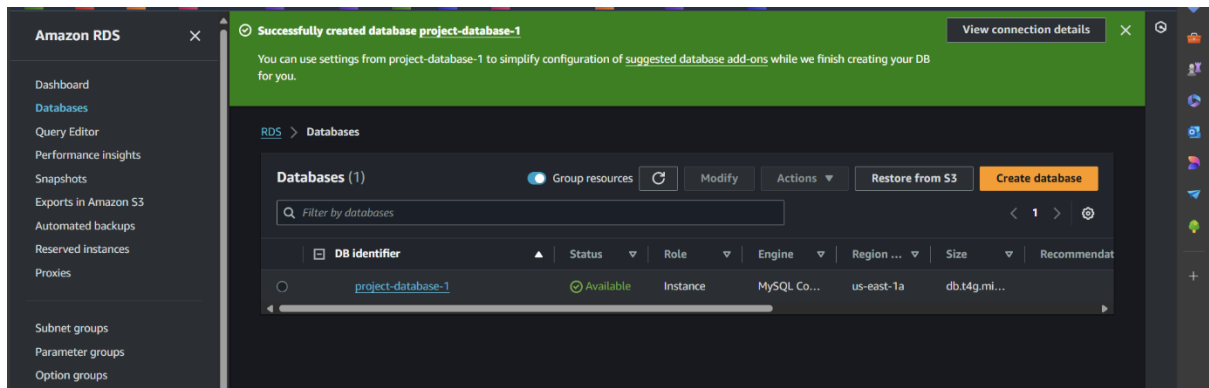 Amazon RDS
Dashboard
Databases
Query Editor
Performance insights
Snapshots
Exports in Amazon S3
Automated backups
Reserved instances
Proxies
Subnet groups
Parameter groups
Option groups
Successfully created database project-database-1
View connection details
You can use settings from project-database-1 to simplify configuration of suggested database add-ons while we finish creating your DB
for you.
RDS > Databases
Databases (1)
Group resources
Modify
Actions
Restore from S3
Create database
Filter by databases
1
DB identifier
Status
Role
Engine
Region ...
Size
Recommendat
project-database-1
Available
Instance
MySQL Co...
us-east-1a
db.t4g.mi...